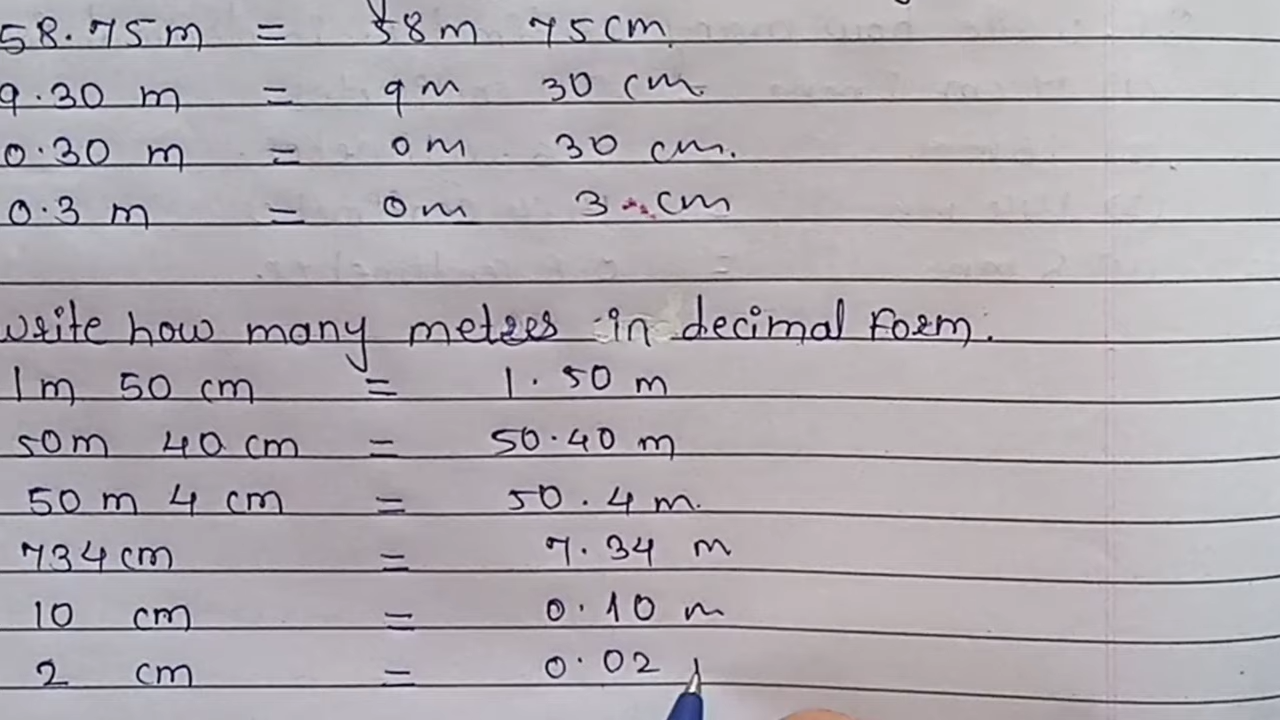 58.75m = 58m 75cm.
9.30 m = 9m 30 cm.
0.30 m = 0m 30 cm.
0.3 m = 0m 3 cm
write how many metres in decimal form.
1m 50 cm = 1.50 m
50m 40 cm = 50.40 m
50 m 4 cm = 50.4 m.
734cm = 7.34 m
10 cm = 0.10 m
2 cm = 0.02